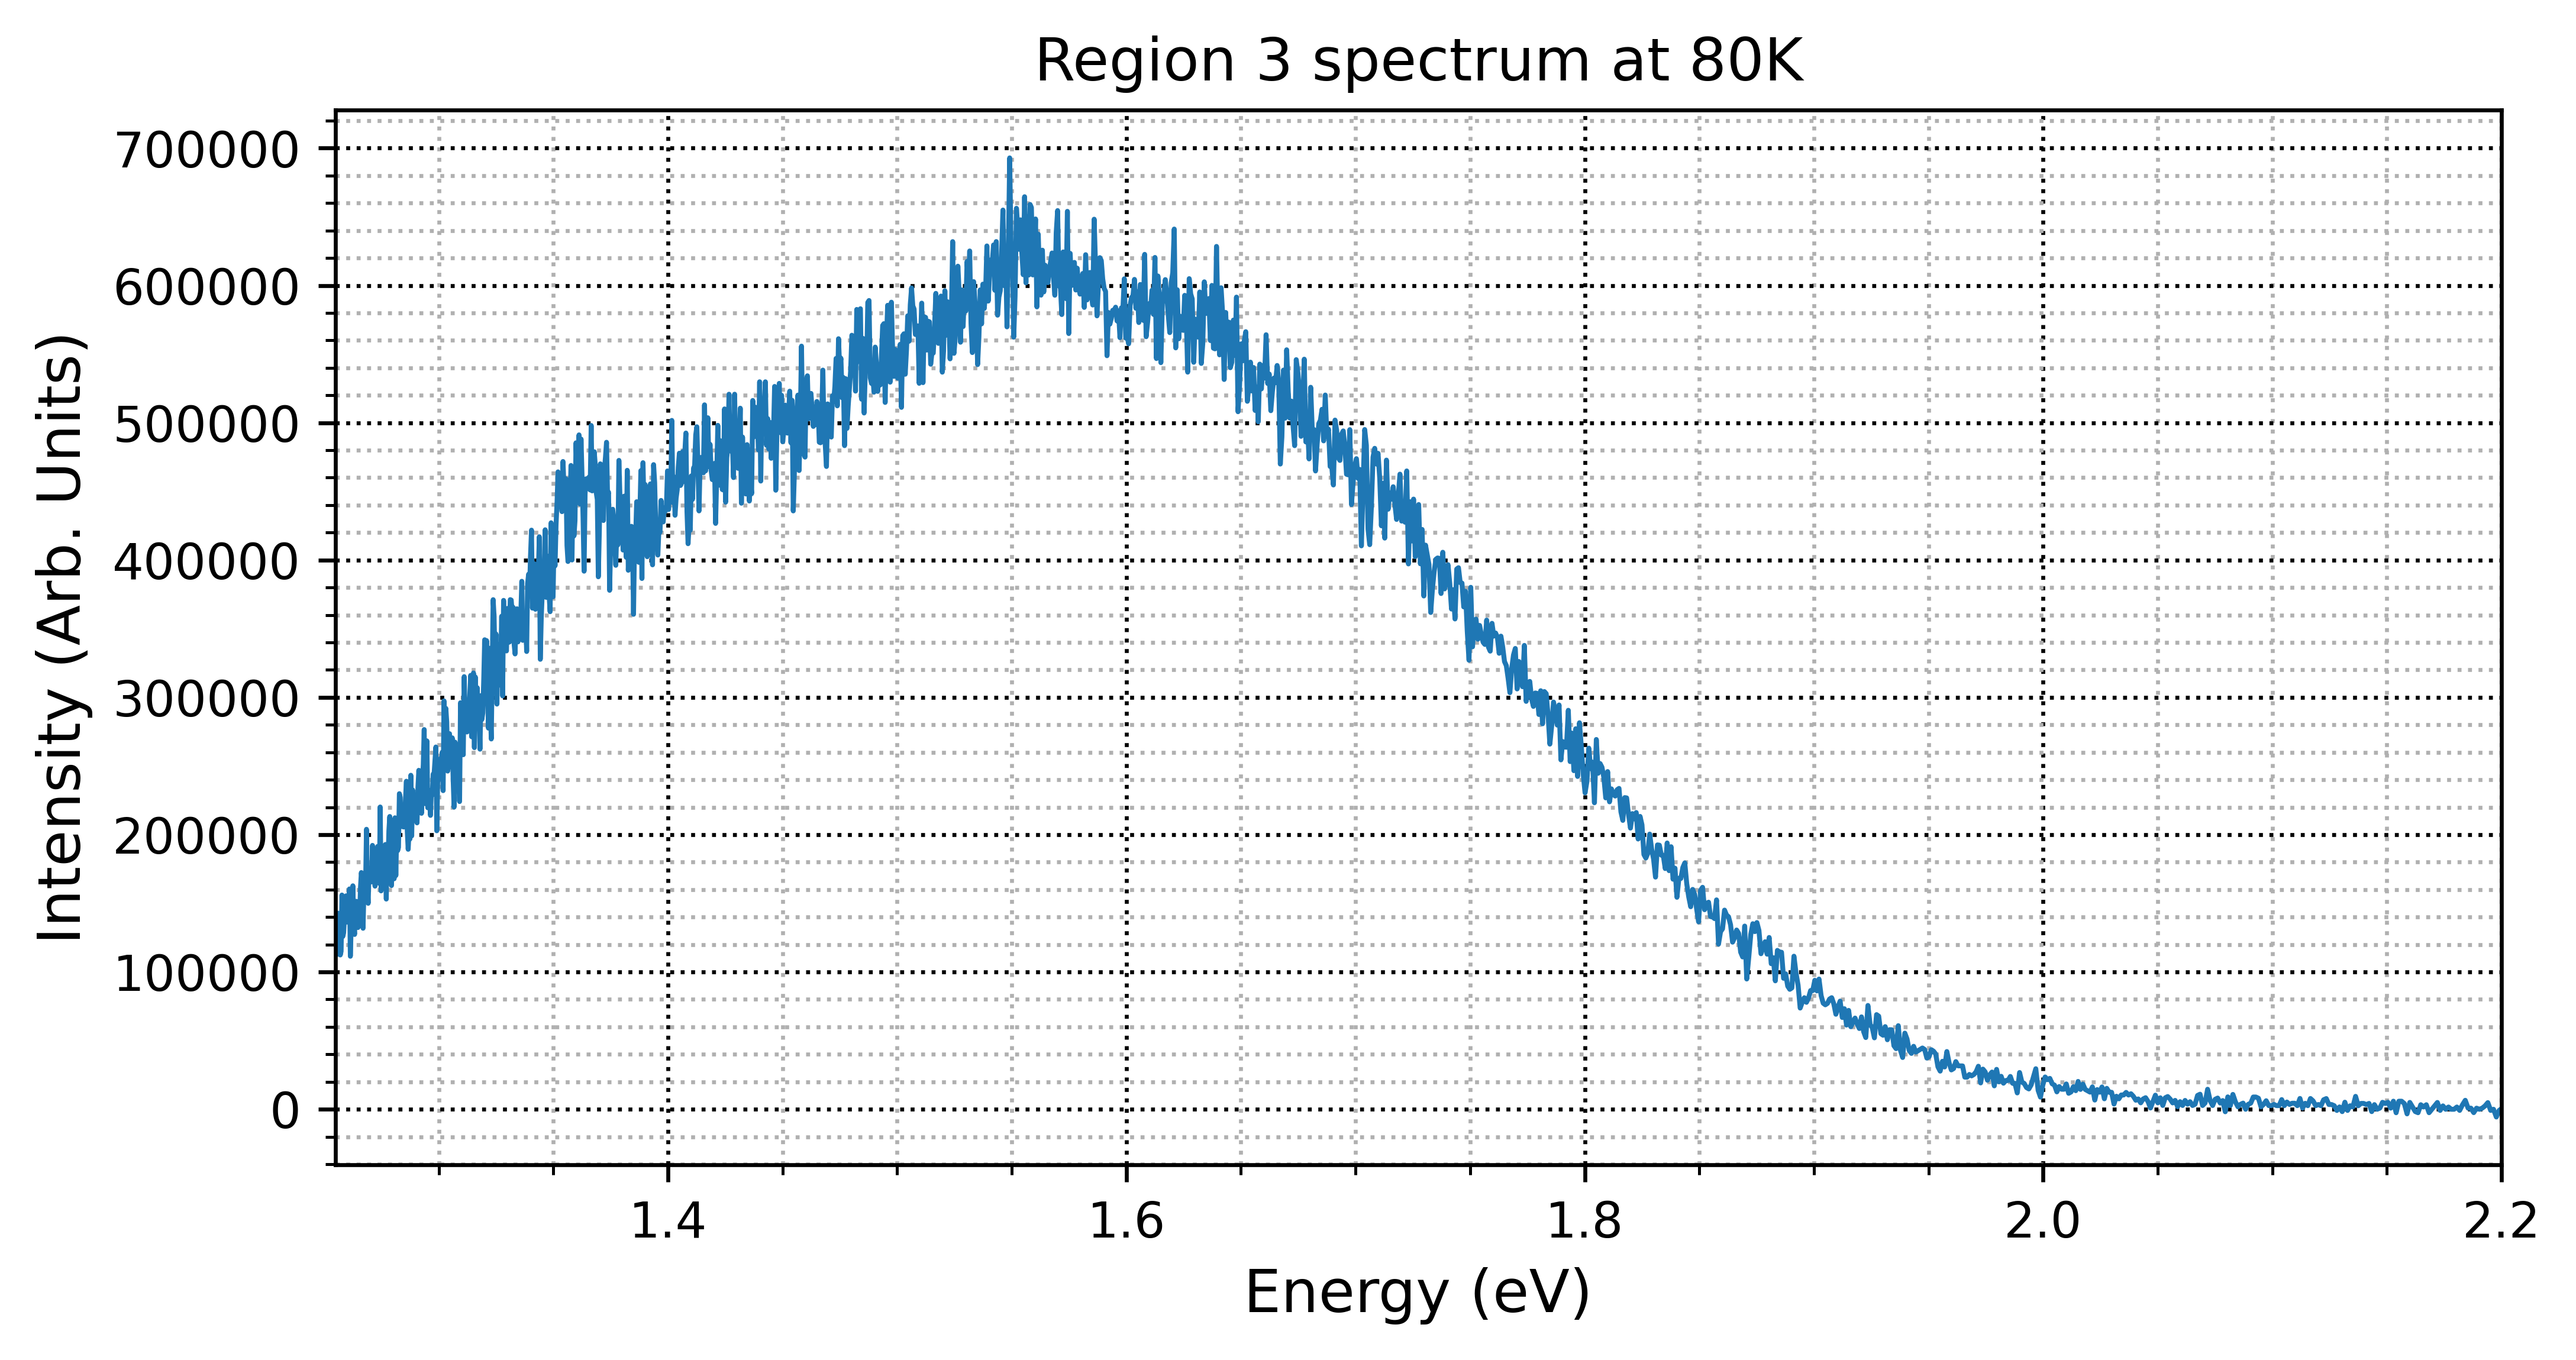 Region 3 spectrum at 80K
Intensity (Arb. Units)
700000
600000
500000
400000
300000
200000
100000
0
1.4 1.6 1.8 2.0 2.2
Energy (eV)